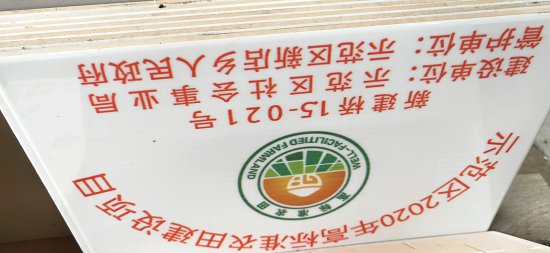 示范区2020年高标准农田建设项目
WELL-FACILITIED FARMLAND
高标准农田
新建桥15-021号
建设单位：示范区社会事业局
管护单位：示范区新店乡人民政府